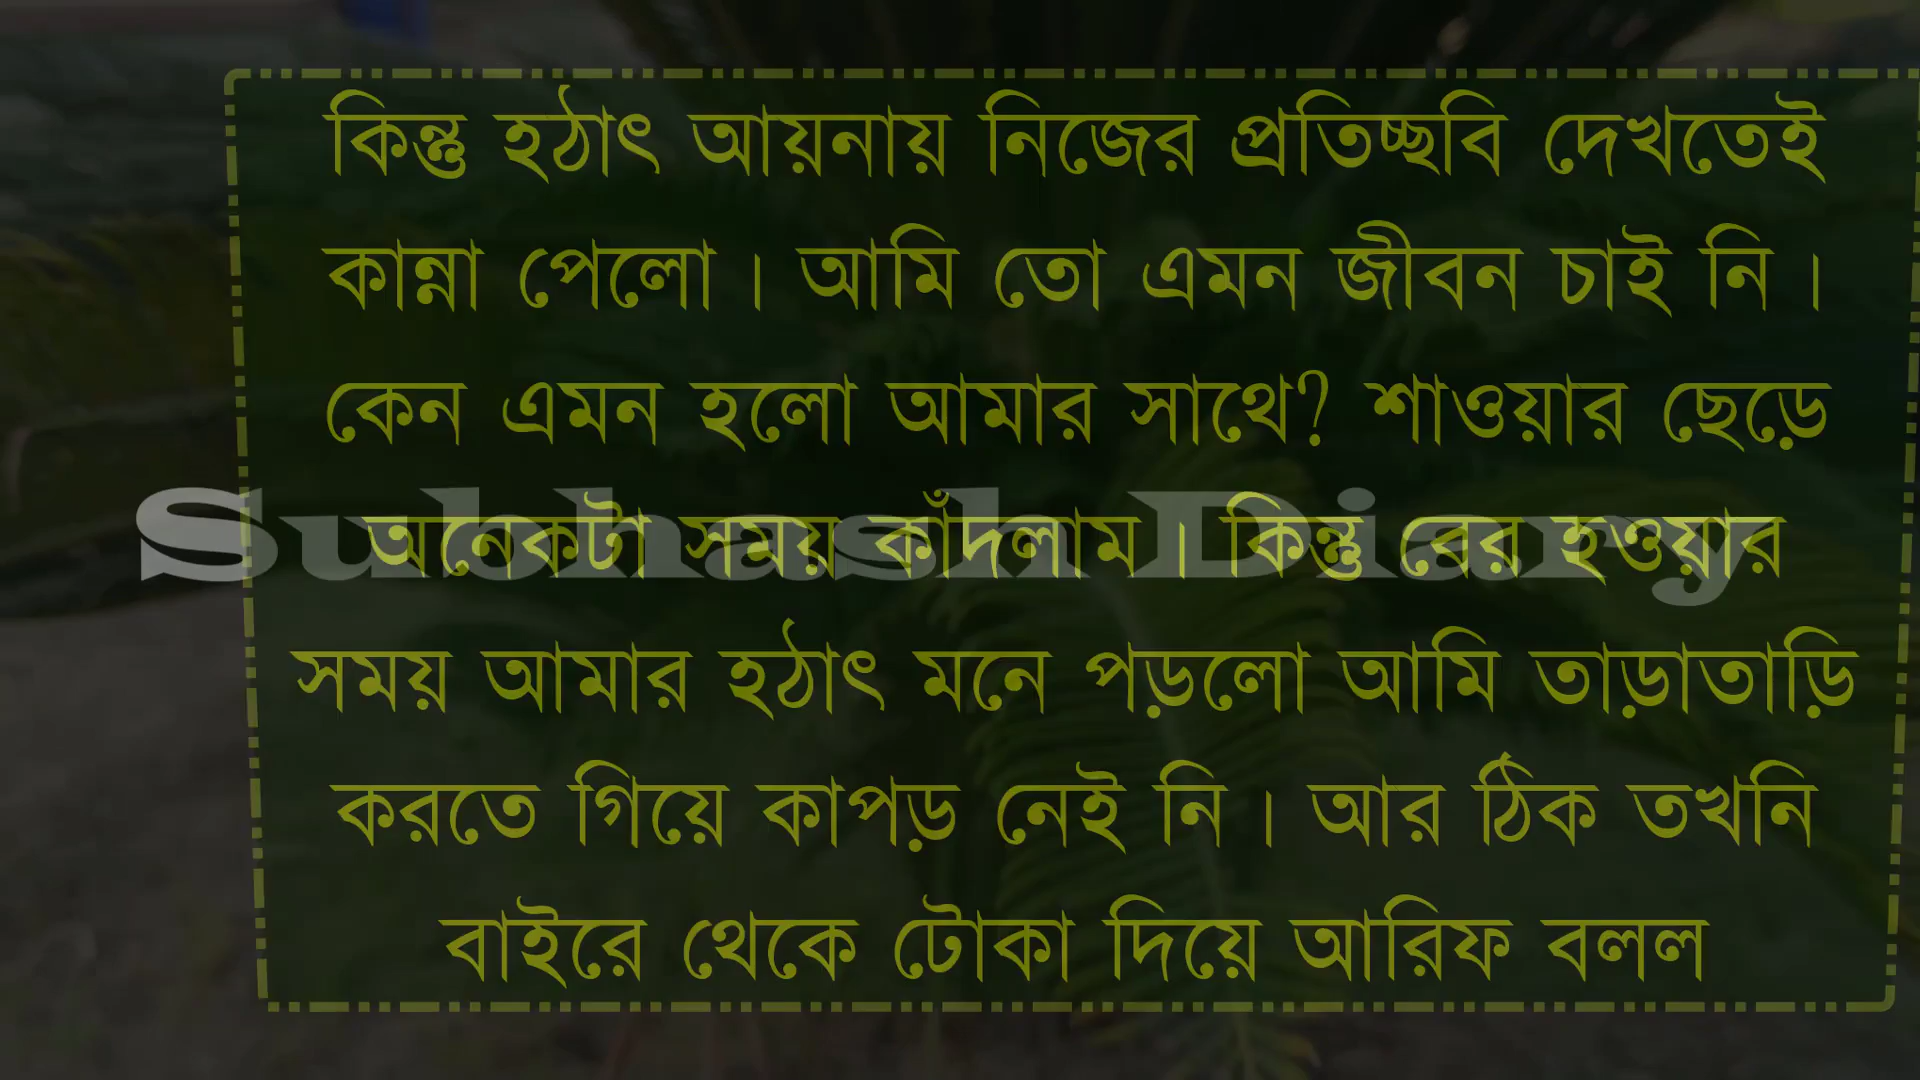 কিন্তু হঠাৎ আয়নায় নিজের প্রতিচ্ছবি দেখতেই
কান্না পেলো। আমি তো এমন জীবন চাই নি।
কেন এমন হলো আমার সাথে? শাওয়ার ছেড়ে
অনেকটা সময় কাঁদলাম। কিন্তু বের হওয়ার
Subhash Diary
সময় আমার হঠাৎ মনে পড়লো আমি তাড়াতাড়ি
করতে গিয়ে কাপড় নেই নি। আর ঠিক তখনি
বাইরে থেকে টোকা দিয়ে আরিফ বলল